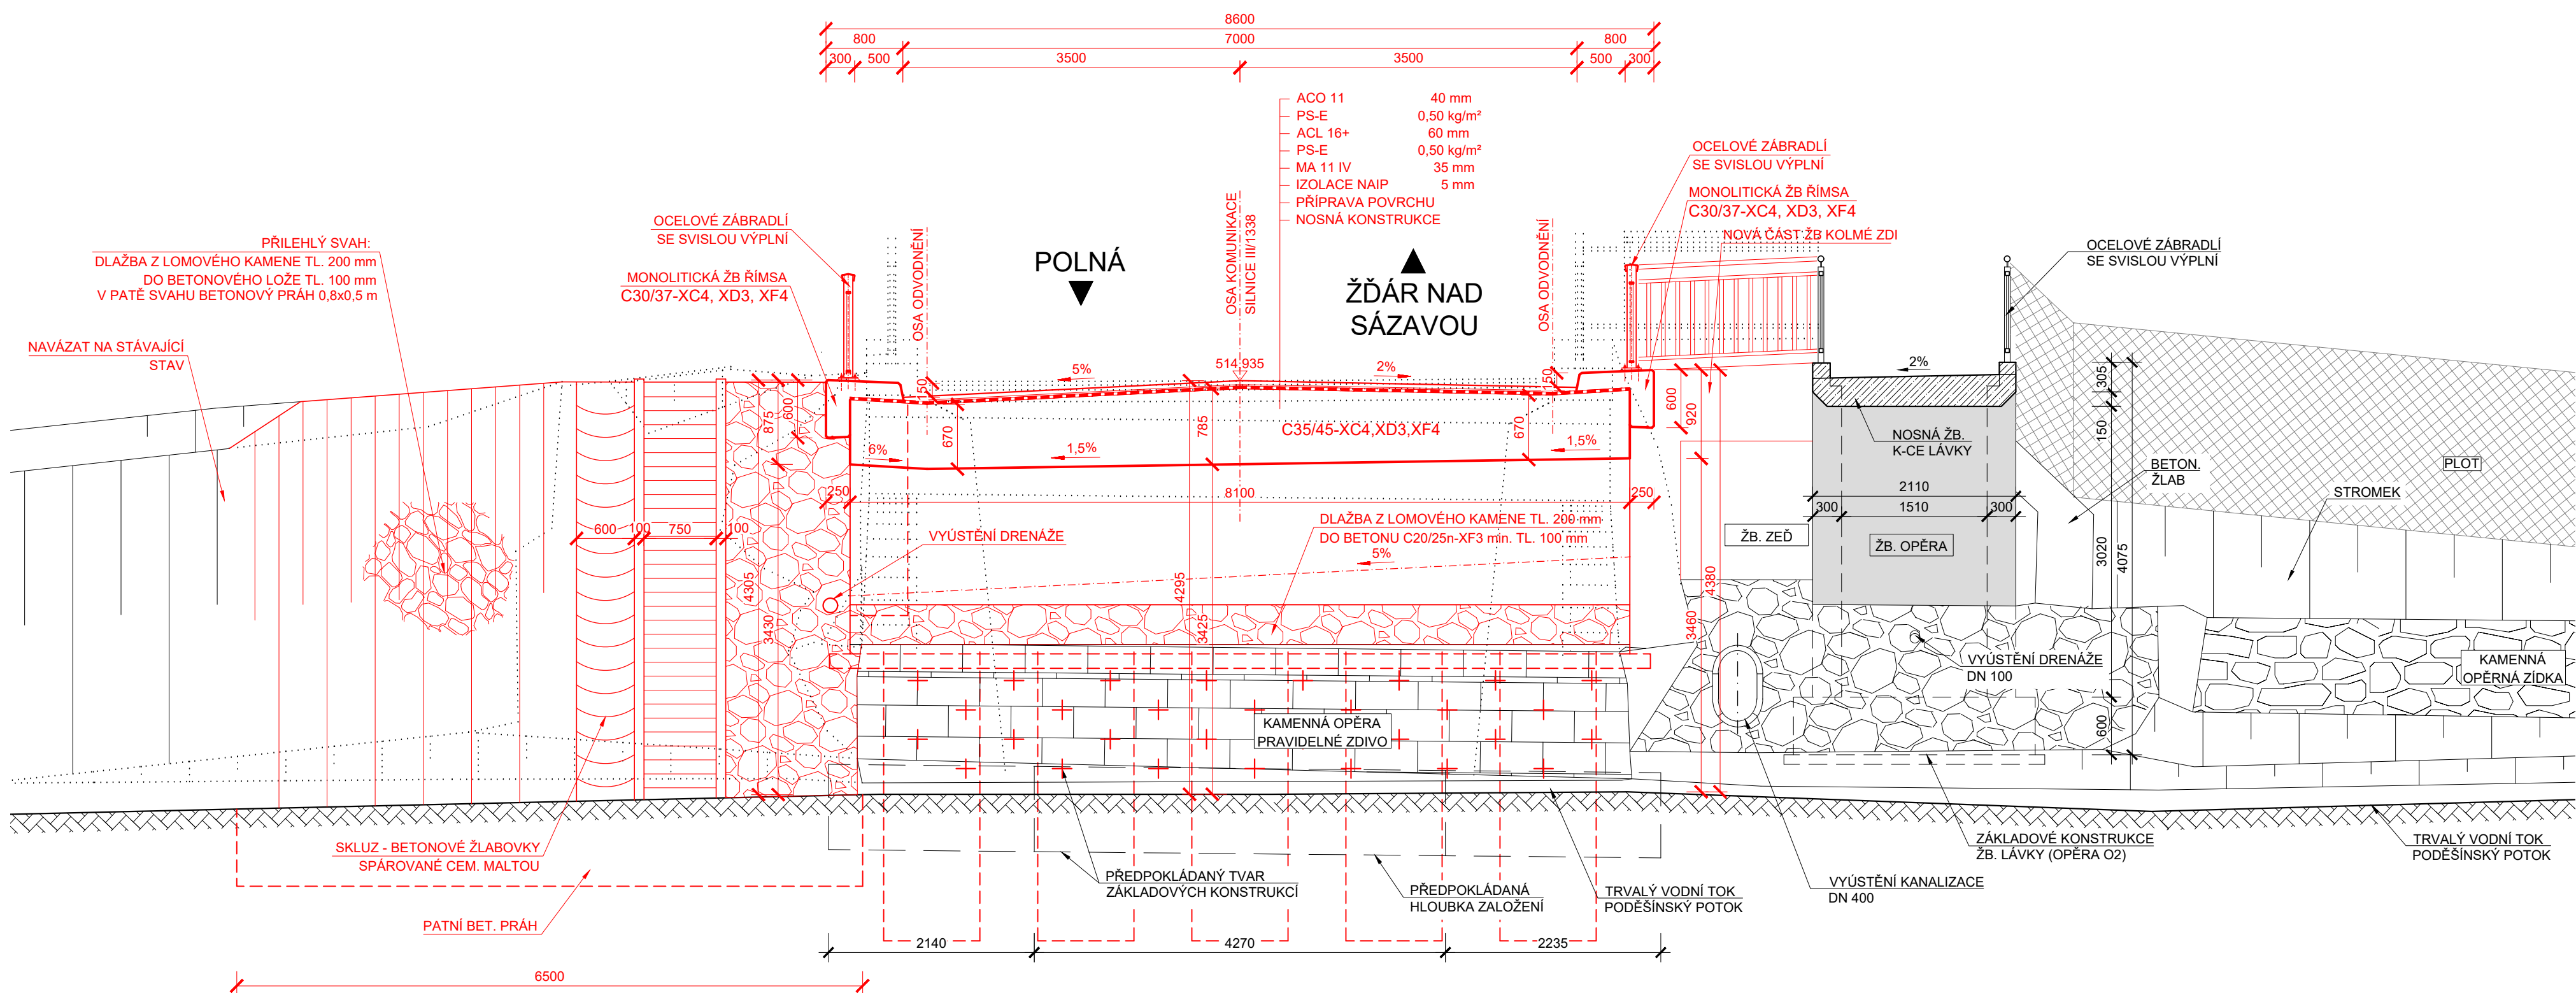 8600
800 7000 800
300 500 3500 3500 500 300
ACO 11 40 mm
PS-E 0,50 kg/m²
ACL 16+ 60 mm
PS-E 0,50 kg/m²
MA 11 IV 35 mm
IZOLACE NAIP 5 mm
PŘÍPRAVA POVRCHU
NOSNÁ KONSTRUKCE
OCELOVÉ ZÁBRADLÍ
SE SVISLOU VÝPLNÍ
MONOLITICKÁ ŽB ŘÍMSA
C30/37-XC4, XD3, XF4
NOVÁ ČÁST ŽB KOLMÉ ZDI
OCELOVÉ ZÁBRADLÍ
SE SVISLOU VÝPLNÍ
OCELOVÉ ZÁBRADLÍ
SE SVISLOU VÝPLNÍ
MONOLITICKÁ ŽB ŘÍMSA
C30/37-XC4, XD3, XF4
PŘILEHLÝ SVAH:
DLAŽBA Z LOMOVÉHO KAMENE TL. 200 mm
DO BETONOVÉHO LOŽE TL. 100 mm
V PATĚ SVAHU BETONOVÝ PRÁH 0,8x0,5 m
NAVÁZAT NA STÁVAJÍCÍ
STAV
OSA ODVODNĚNÍ
POLNÁ
OSA KOMUNIKACE
SILNICE III/1338
ŽĎÁR NAD
SÁZAVOU
OSA ODVODNĚNÍ
514,935
5%
2%
2%
150
150
875
600
670
785
670
600
920
305
150
C35/45-XC4,XD3,XF4
6%
1,5%
1,5%
NOSNÁ ŽB.
K-CE LÁVKY
BETON.
ŽLAB
PLOT
STROMEK
250 8100 250
2110
300 1510 300
600 100 750 100
VYÚSTĚNÍ DRENÁŽE
DLAŽBA Z LOMOVÉHO KAMENE TL. 200 mm
DO BETONU C20/25n-XF3 min. TL. 100 mm
5%
ŽB. ZEĎ
ŽB. OPĚRA
4305
3430
4295
3425
4380
3460
3020
4075
600
VYÚSTĚNÍ DRENÁŽE
DN 100
KAMENNÁ
OPĚRNÁ ZÍDKA
KAMENNÁ OPĚRA
PRAVIDELNÉ ZDIVO
SKLUZ - BETONOVÉ ŽLABOVKY
SPÁROVANÉ CEM. MALTOU
PATNÍ BET. PRÁH
PŘEDPOKLÁDANÝ TVAR
ZÁKLADOVÝCH KONSTRUKCÍ
PŘEDPOKLÁDANÁ
HLOUBKA ZALOŽENÍ
TRVALÝ VODNÍ TOK
PODĚŠÍNSKÝ POTOK
VYÚSTĚNÍ KANALIZACE
DN 400
ZÁKLADOVÉ KONSTRUKCE
ŽB. LÁVKY (OPĚRA O2)
TRVALÝ VODNÍ TOK
PODĚŠÍNSKÝ POTOK
2140 4270 2235
6500